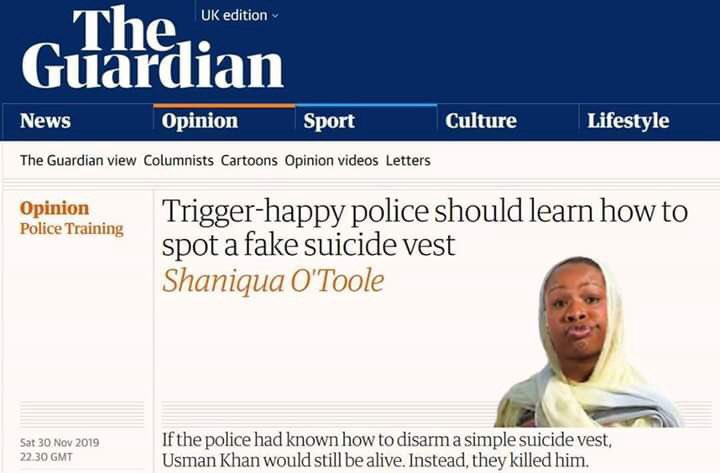 The
Guardian
UK edition
News
Opinion
Sport
Culture
Lifestyle
The Guardian view Columnists Cartoons Opinion videos Letters
Opinion
Police Training
Trigger-happy police should learn how to
spot a fake suicide vest
Shaniqua O'Toole
Sat 30 Nov 2019
22.30 GMT
If the police had known how to disarm a simple suicide vest,
Usman Khan would still be alive. Instead, they killed him.